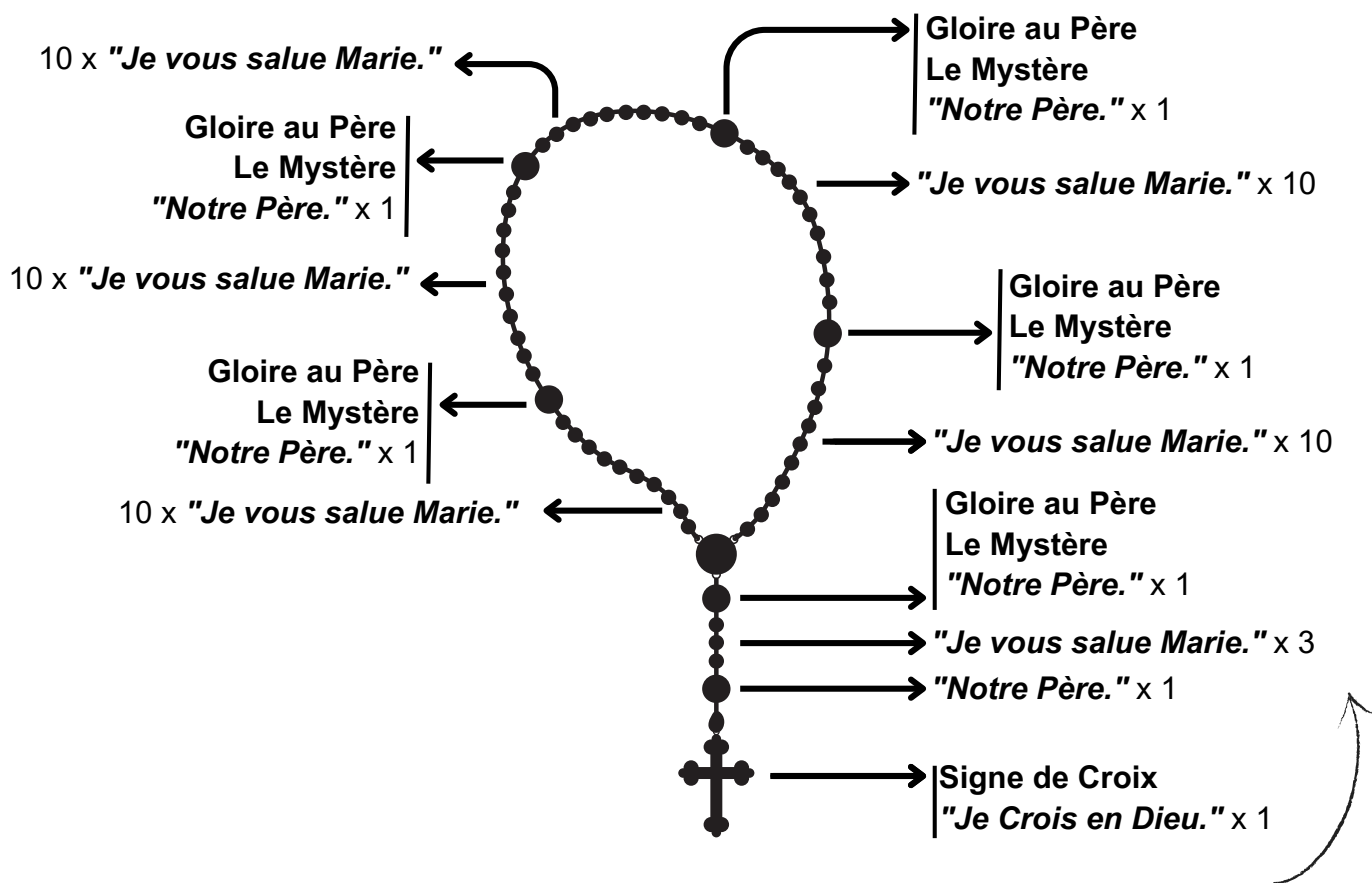 10 x "Je vous salue Marie."
Gloire au Père
Le Mystère
"Notre Père." x 1
10 x "Je vous salue Marie."
Gloire au Père
Le Mystère
"Notre Père." x 1
10 x "Je vous salue Marie."
Gloire au Père
Le Mystère
"Notre Père." x 1
"Je vous salue Marie." x 10
Gloire au Père
Le Mystère
"Notre Père." x 1
"Je vous salue Marie." x 10
Gloire au Père
Le Mystère
"Notre Père." x 1
"Je vous salue Marie." x 3
"Notre Père." x 1
Signe de Croix
"Je Crois en Dieu." x 1